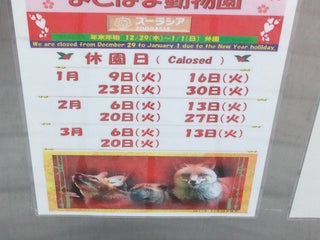 よこはま動物園
ズーラシア
ZOORASIA
年末年始 12/29(木)～1/1(日) 休園
We are closed from December 29 to January 1 due to the New Year holiday.
休園日 ( Calosed )
1月 9日(火) 16日(火)
23日(火) 30日(火)
2月 6日(火) 13日(火)
20日(火) 27日(火)
3月 6日(火) 13日(火)
20日(火)